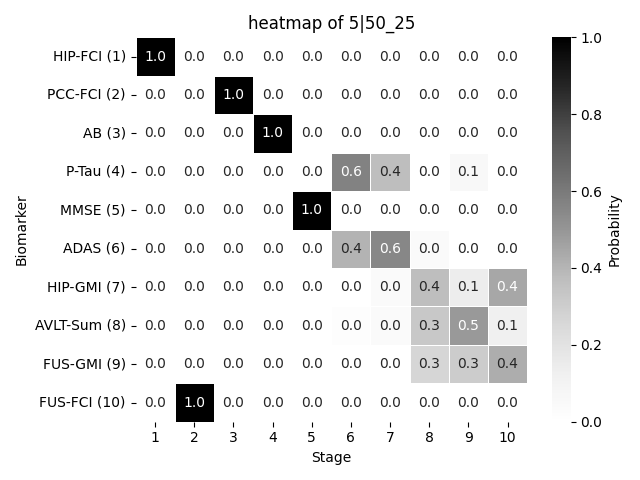 heatmap of 5|50_25
HIP-FCI (1) 1.0 0.0 0.0 0.0 0.0 0.0 0.0 0.0 0.0 0.0
PCC-FCI (2) 0.0 0.0 1.0 0.0 0.0 0.0 0.0 0.0 0.0 0.0
AB (3) 0.0 0.0 0.0 1.0 0.0 0.0 0.0 0.0 0.0 0.0
P-Tau (4) 0.0 0.0 0.0 0.0 0.0 0.6 0.4 0.0 0.1 0.0
MMSE (5) 0.0 0.0 0.0 0.0 1.0 0.0 0.0 0.0 0.0 0.0
ADAS (6) 0.0 0.0 0.0 0.0 0.0 0.4 0.6 0.0 0.0 0.0
HIP-GMI (7) 0.0 0.0 0.0 0.0 0.0 0.0 0.0 0.4 0.1 0.4
AVLT-Sum (8) 0.0 0.0 0.0 0.0 0.0 0.0 0.0 0.3 0.5 0.1
FUS-GMI (9) 0.0 0.0 0.0 0.0 0.0 0.0 0.0 0.3 0.3 0.4
FUS-FCI (10) 0.0 1.0 0.0 0.0 0.0 0.0 0.0 0.0 0.0 0.0
1 2 3 4 5 6 7 8 9 10
Stage
Biomarker
1.0
0.8
0.6
0.4
0.2
0.0
Probability